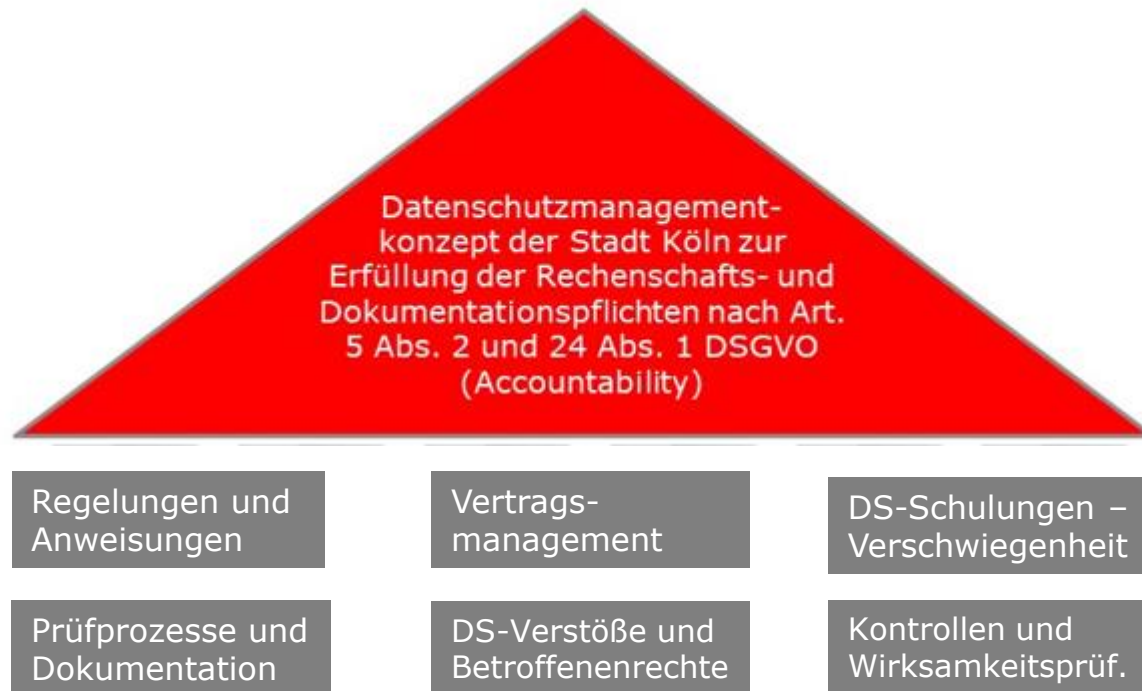 Datenschutzmanagement-
konzept der Stadt Köln zur
Erfüllung der Rechenschafts- und
Dokumentationspflichten nach Art.
5 Abs. 2 und 24 Abs. 1 DSGVO
(Accountability)
Regelungen und
Anweisungen
Vertrags-
management
DS-Schulungen –
Verschwiegenheit
Prüfprozesse und
Dokumentation
DS-Verstöße und
Betroffenenrechte
Kontrollen und
Wirksamkeitsprüf.